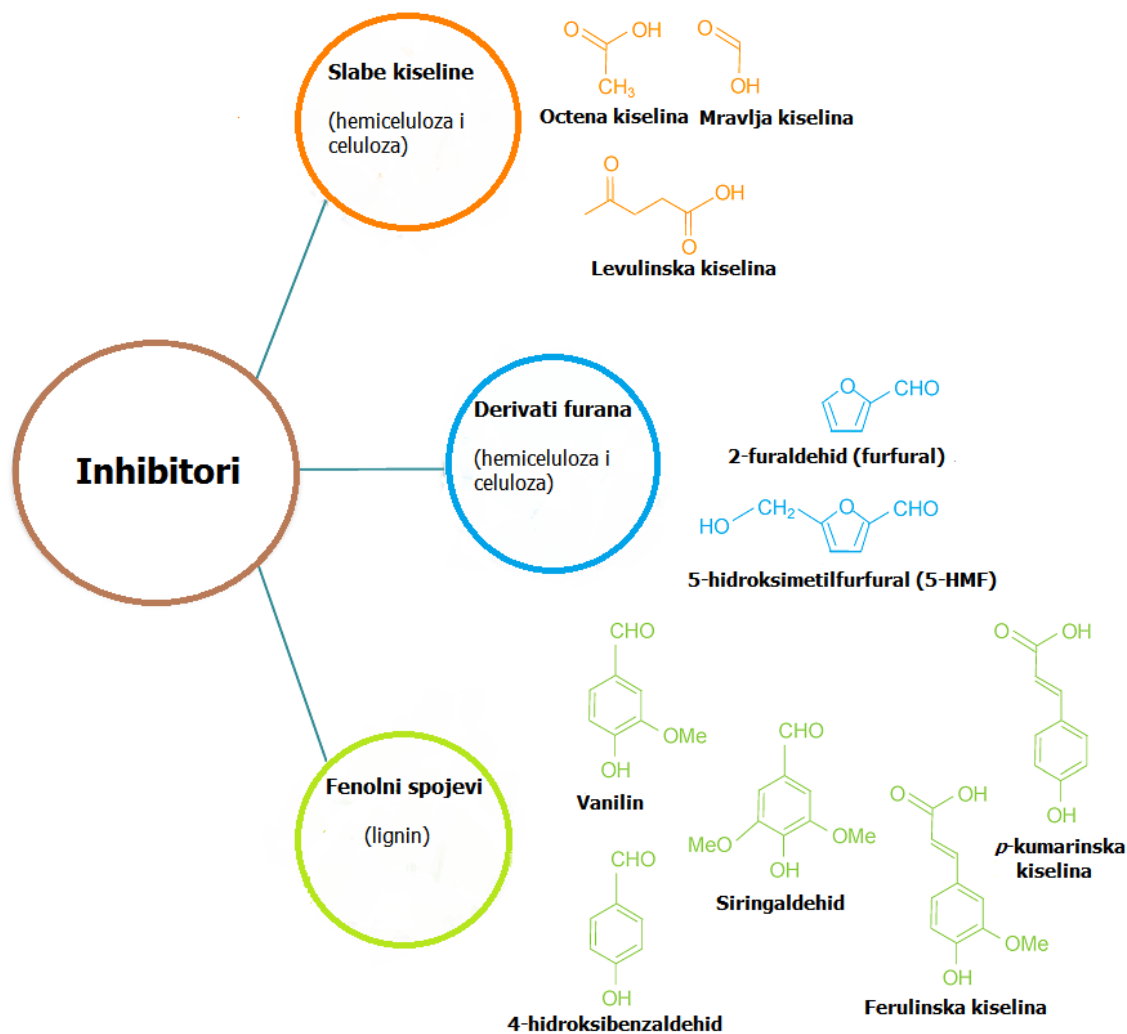 Inhibitori
Slabe kiseline
(hemiceluloza i
celuloza)
O
OH
CH3
Octena kiselina
O
OH
Mravlja kiselina
O
OH
O
Levulinska kiselina
Derivati furana
(hemiceluloza i
celuloza)
O
CHO
2-furaldehid (furfural)
HO
CH2
O
CHO
5-hidroksimetilfurfural (5-HMF)
Fenolni spojevi
(lignin)
CHO
OMe
OH
Vanilin
CHO
MeO
OMe
OH
Siringaldehid
O
OH
OH
p-kumarinska
kiselina
CHO
OH
4-hidroksibenzaldehid
O
OH
OMe
OH
Ferulinska kiselina